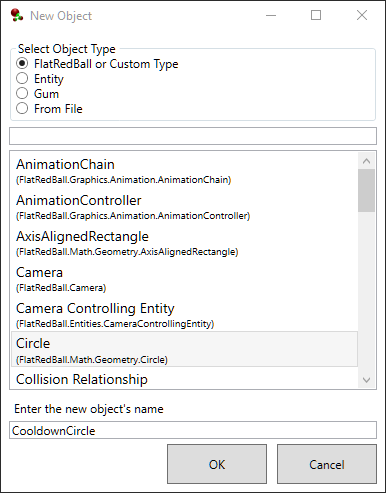 New Object
Select Object Type
FlatRedBall or Custom Type
Entity
Gum
From File
AnimationChain
(FlatRedBall.Graphics.Animation.AnimationChain)
AnimationController
(FlatRedBall.Graphics.Animation.AnimationController)
AxisAlignedRectangle
(FlatRedBall.Math.Geometry.AxisAlignedRectangle)
Camera
(FlatRedBall.Camera)
Camera Controlling Entity
(FlatRedBall.Entities.CameraControllingEntity)
Circle
(FlatRedBall.Math.Geometry.Circle)
Collision Relationship
Enter the new object's name
CooldownCircle
OK
Cancel